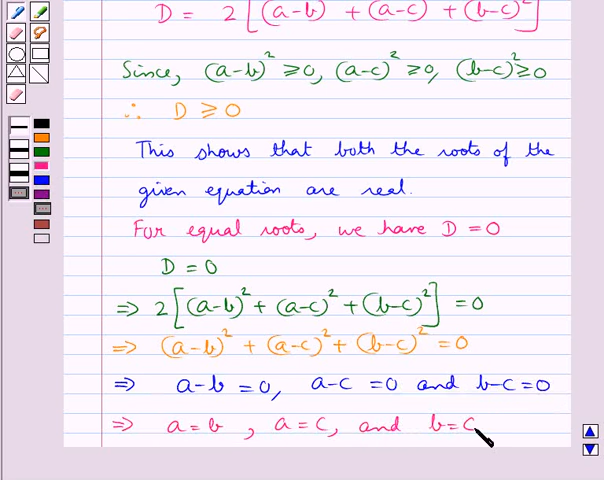 D = 2[(a-b) + (a-c) + (b-c)²]
Since, (a-b)² ≥ 0, (a-c)² ≥ 0, (b-c)² ≥ 0
∴ D ≥ 0
This shows that both the roots of the
given equation are real.
For equal roots, we have D = 0
D = 0
⇒ 2[(a-b)² + (a-c)² + (b-c)²] = 0
⇒ (a-b)² + (a-c)² + (b-c)² = 0
⇒ a-b = 0, a-c = 0 and b-c = 0
⇒ a = b, a = c, and b = c